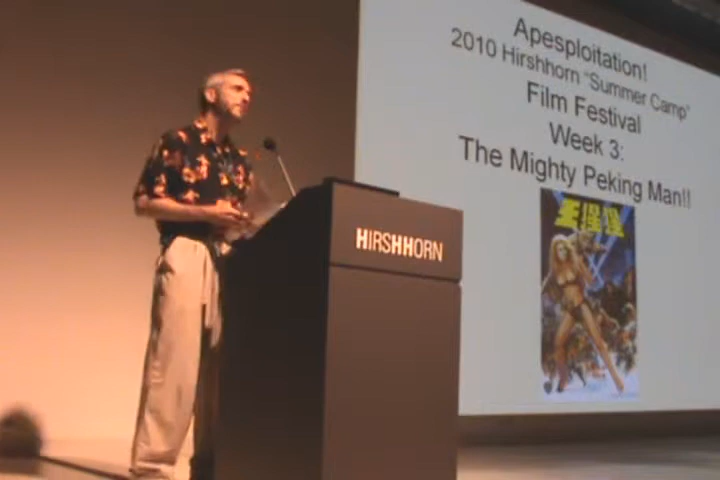 Apesploitation!
2010 Hirshhorn "Summer Camp"
Film Festival
Week 3:
The Mighty Peking Man!!
HIRSHHORN